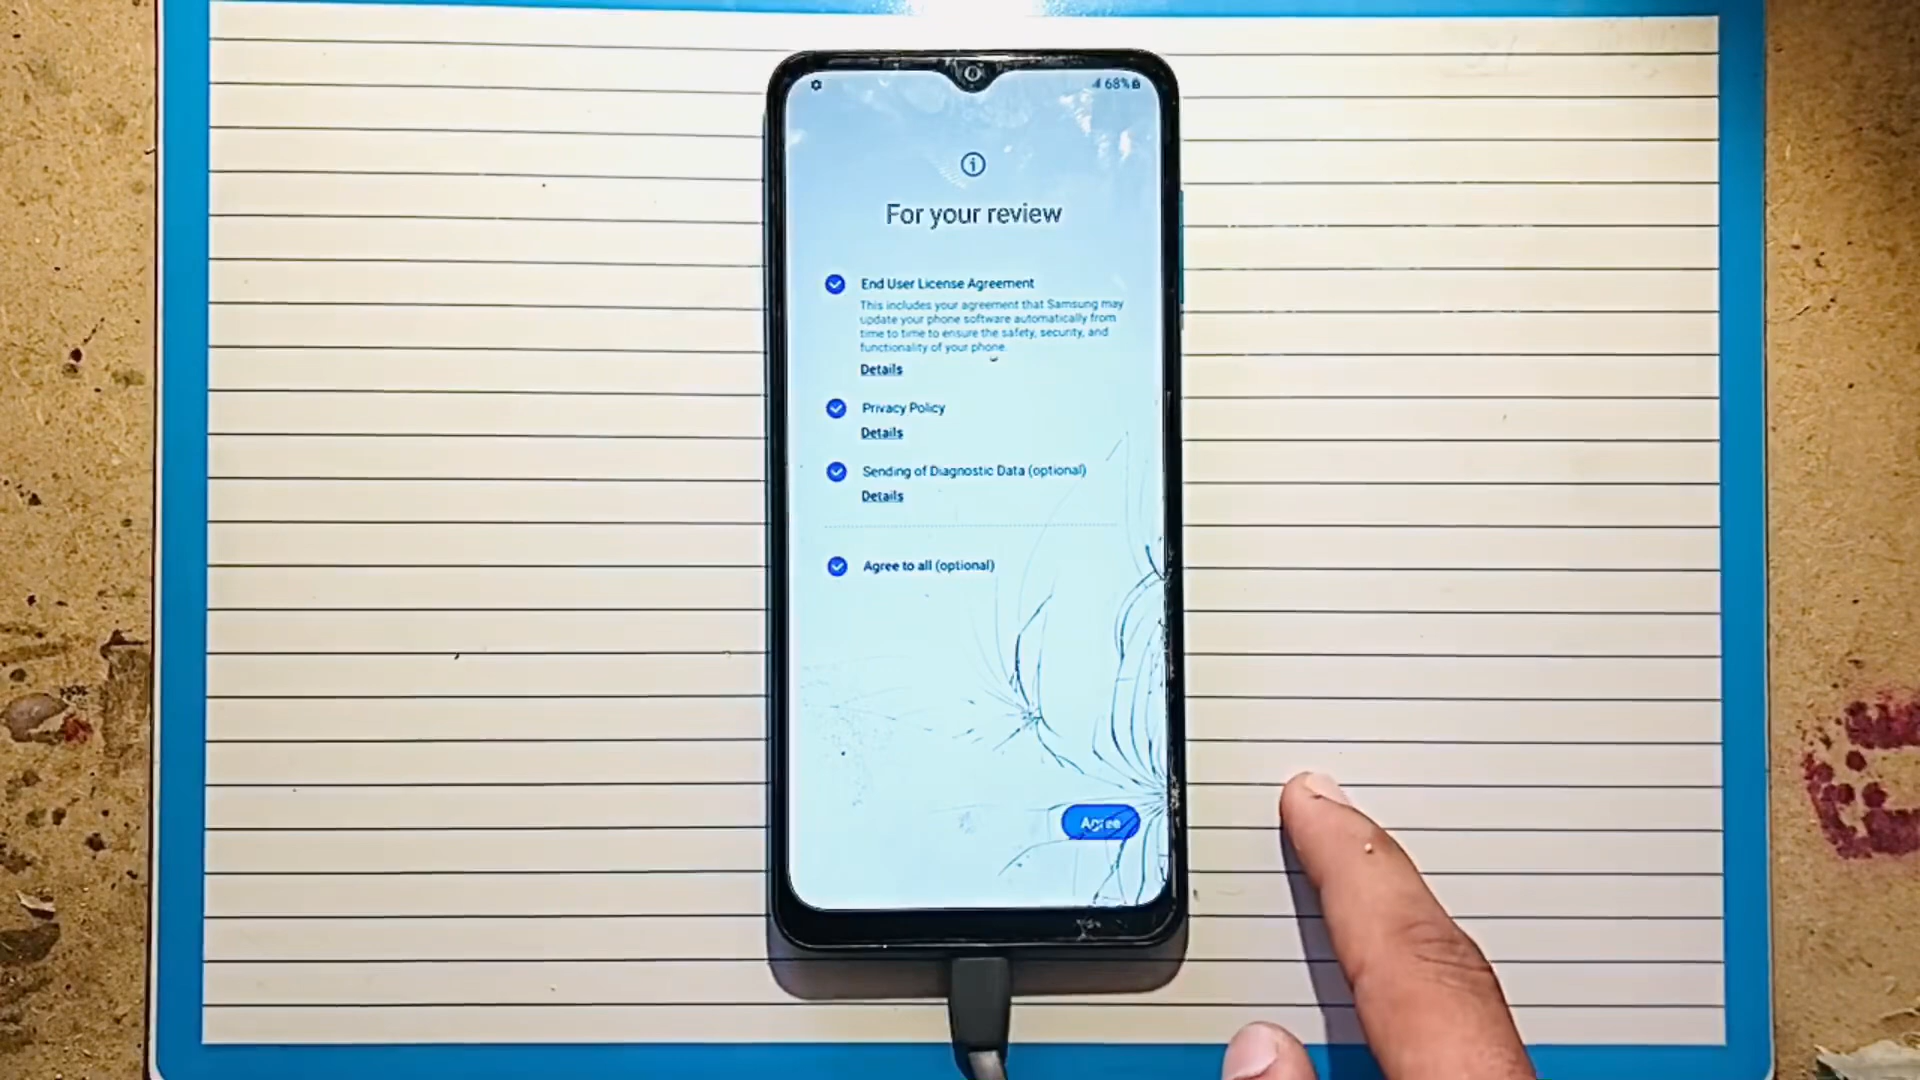 68%
For your review
End User License Agreement
This includes your agreement that Samsung may
update your phone software automatically from
time to time to ensure the safety, security, and
functionality of your phone.
Details
Privacy Policy
Details
Sending of Diagnostic Data (optional)
Details
Agree to all (optional)
Agree